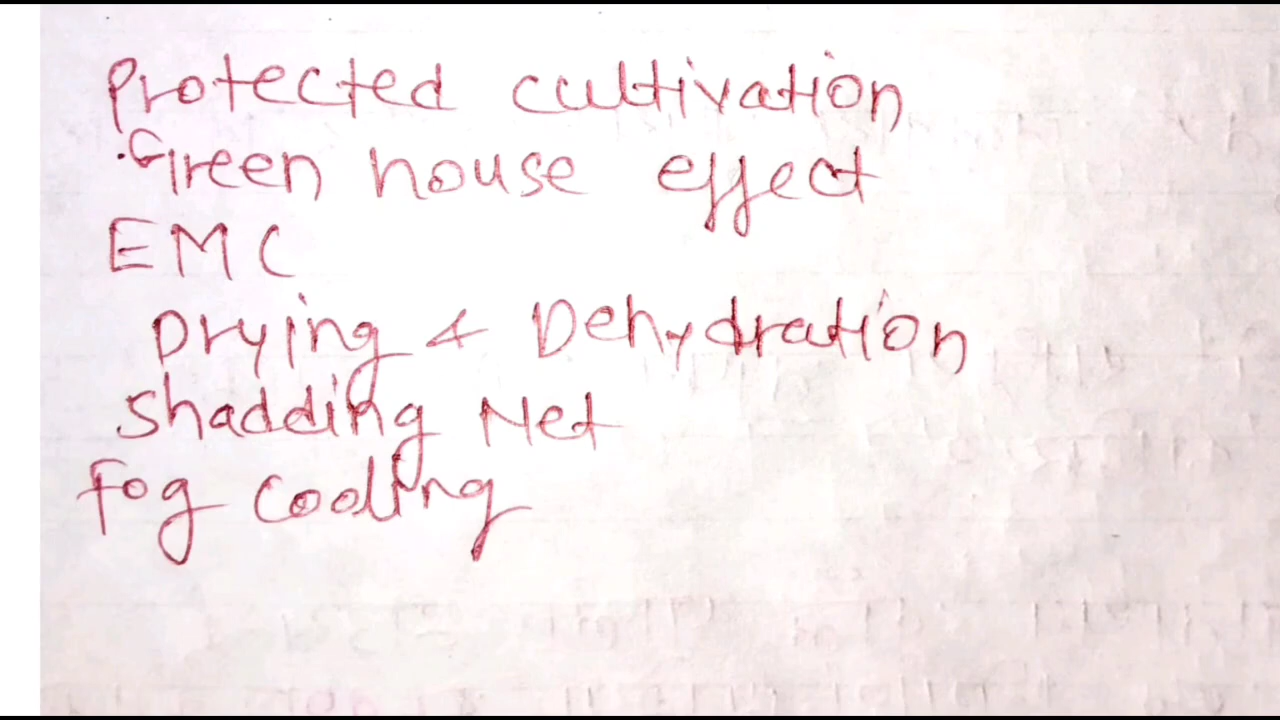 Protected cultivation
.Green house effect
EMC
Drying & Dehydration
Shadding Net
Fog cooling